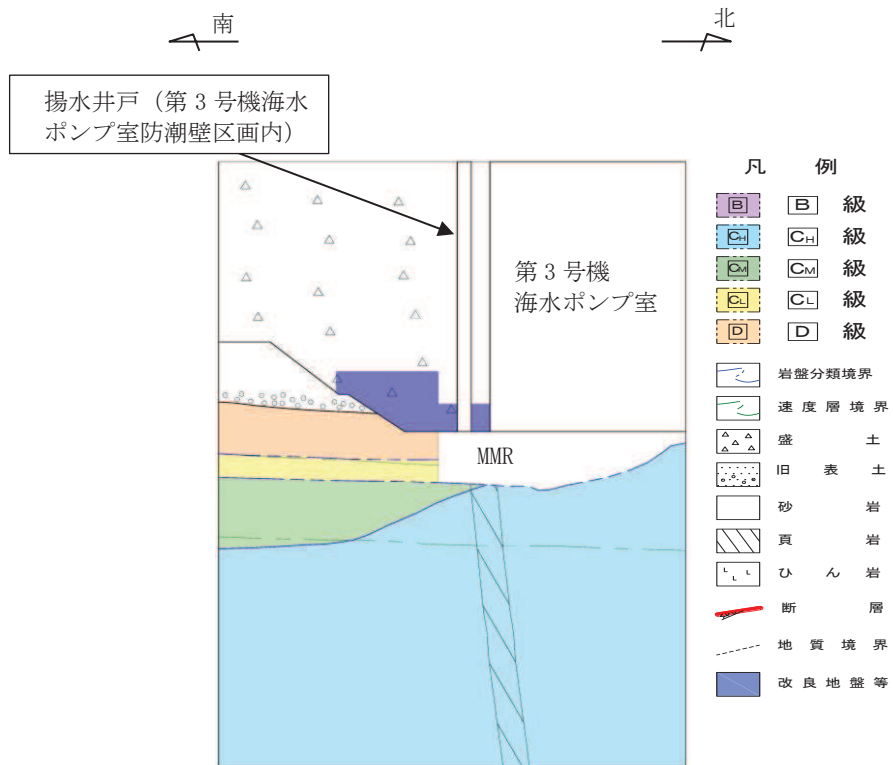 南
北
揚水井戸（第3号機海水
ポンプ室防潮壁区画内）
第3号機
海水ポンプ室
MMR
凡 例
B B 級
CH CH 級
CM CM 級
CL CL 級
D D 級
岩盤分類境界
速度層境界
盛 土
旧 表 土
砂 岩
頁 岩
ひ ん 岩
断 層
地 質 境 界
改 良 地 盤 等